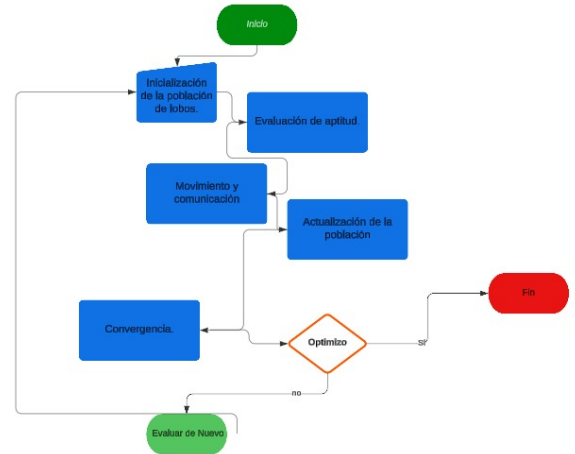 Inicio
Inicialización
de la población
de lobos.
Evaluación de aptitud.
Movimiento y
comunicación
Actualización de la
población
Convergencia.
Optimizo
Si
Fin
no
Evaluar de Nuevo